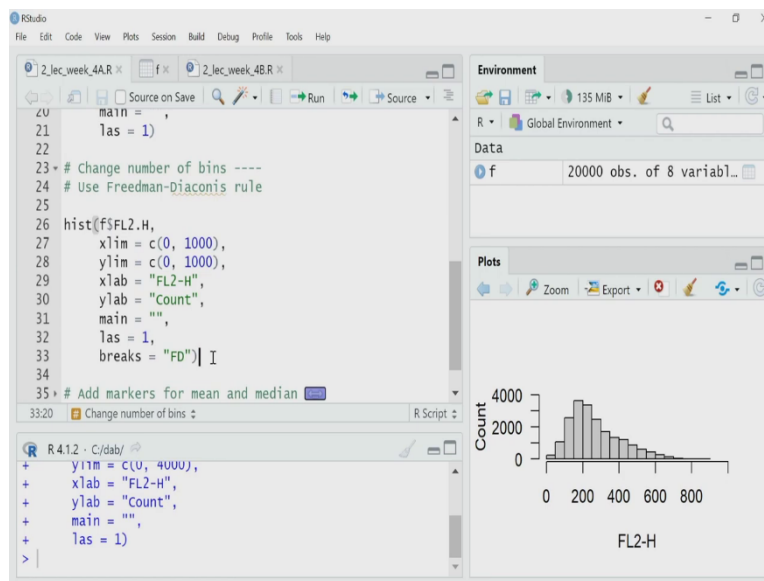 RStudio
File Edit Code View Plots Session Build Debug Profile Tools Help
2_lec_week_4A.R × f × 2_lec_week_4B.R ×
Source on Save Run Source
20 main = ,
21 las = 1)
22
23 # Change number of bins ----
24 # Use Freedman-Diaconis rule
25
26 hist(f$FL2.H,
27 xlim = c(0, 1000),
28 ylim = c(0, 1000),
29 xlab = "FL2-H",
30 ylab = "Count",
31 main = "",
32 las = 1,
33 breaks = "FD")
34
35 # Add markers for mean and median
33:20 Change number of bins R Script
R 4.1.2 · C:/dab/
+ ylim = c(0, 4000),
+ xlab = "FL2-H",
+ ylab = "Count",
+ main = "",
+ las = 1)
>
Environment
135 MiB List
R Global Environment
Data
f 20000 obs. of 8 variabl…
Plots
Zoom Export
4000
2000
0
Count
0 200 400 600 800
FL2-H